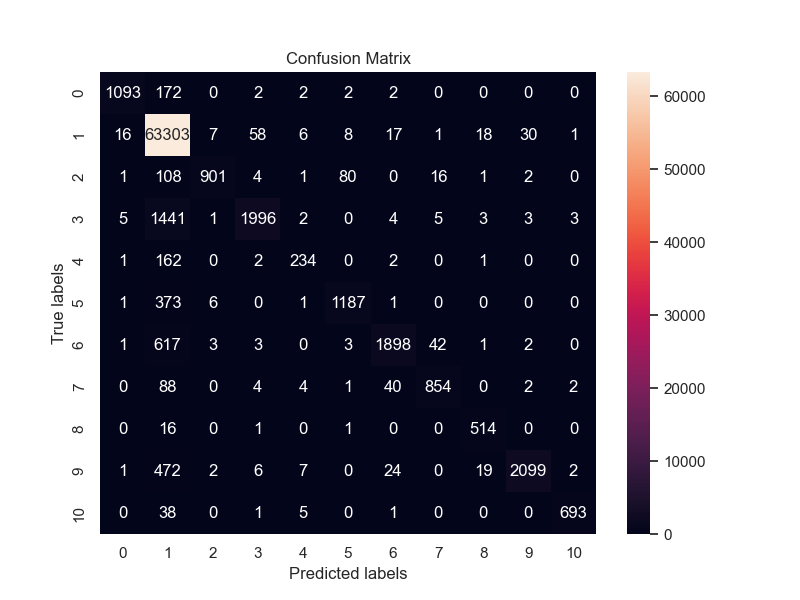 Confusion Matrix
0 1093 172 0 2 2 2 2 0 0 0 0
1 16 63303 7 58 6 8 17 1 18 30 1
2 1 108 901 4 1 80 0 16 1 2 0
3 5 1441 1 1996 2 0 4 5 3 3 3
4 1 162 0 2 234 0 2 0 1 0 0
5 1 373 6 0 1 1187 1 0 0 0 0
6 1 617 3 3 0 3 1898 42 1 2 0
7 0 88 0 4 4 1 40 854 0 2 2
8 0 16 0 1 0 1 0 0 514 0 0
9 1 472 2 6 7 0 24 0 19 2099 2
10 0 38 0 1 5 0 1 0 0 0 693
0 1 2 3 4 5 6 7 8 9 10
Predicted labels
True labels
60000
50000
40000
30000
20000
10000
0